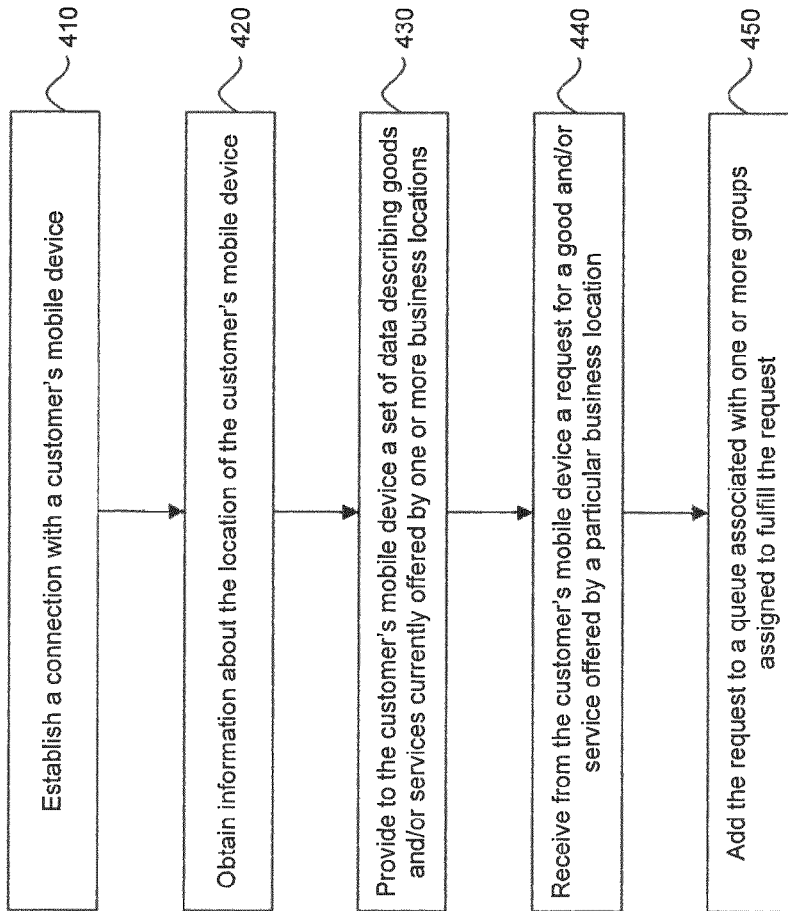 Establish a connection with a customer's mobile device
410
Obtain information about the location of the customer's mobile device
420
Provide to the customer's mobile device a set of data describing goods
and/or services currently offered by one or more business locations
430
Receive from the customer's mobile device a request for a good and/or
service offered by a particular business location
440
Add the request to a queue associated with one or more groups
assigned to fulfill the request
450